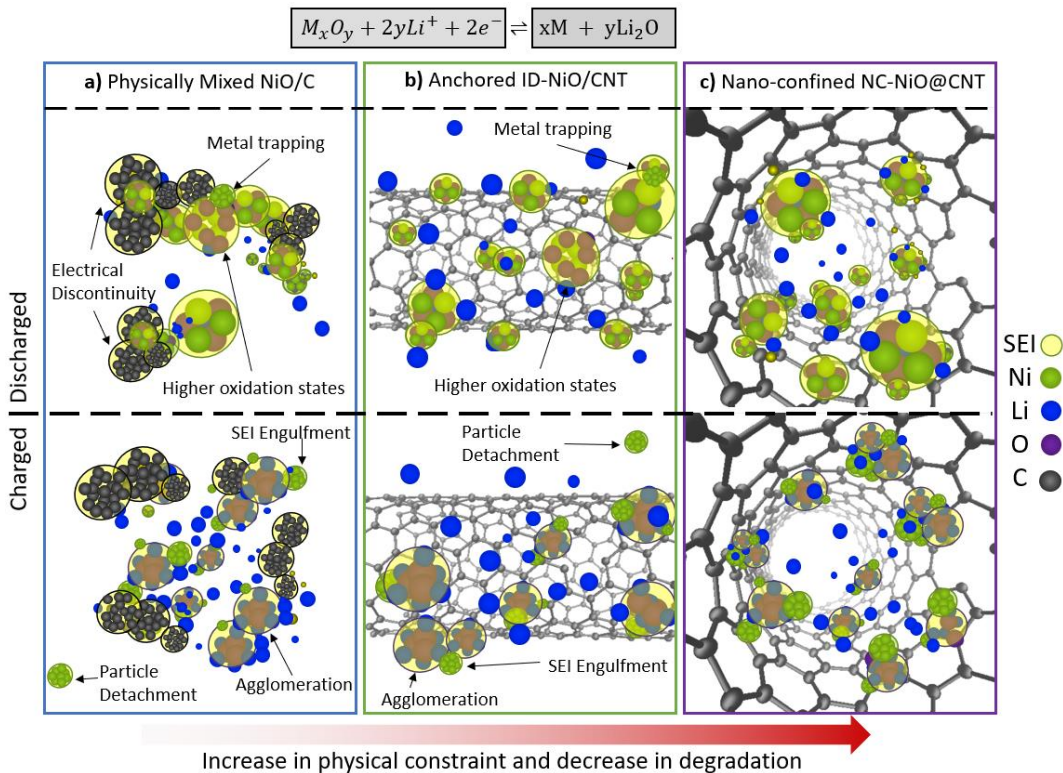 MₓO_y + 2yLi⁺ + 2e⁻ ⇌ xM + yLi₂O
a) Physically Mixed NiO/C
b) Anchored ID-NiO/CNT
c) Nano-confined NC-NiO@CNT
Discharged
Metal trapping
Electrical
Discontinuity
Higher oxidation states
Metal trapping
Higher oxidation states
SEI
Ni
Li
O
C
Charged
SEI Engulfment
Particle
Detachment
Agglomeration
Particle
Detachment
SEI Engulfment
Agglomeration
Increase in physical constraint and decrease in degradation